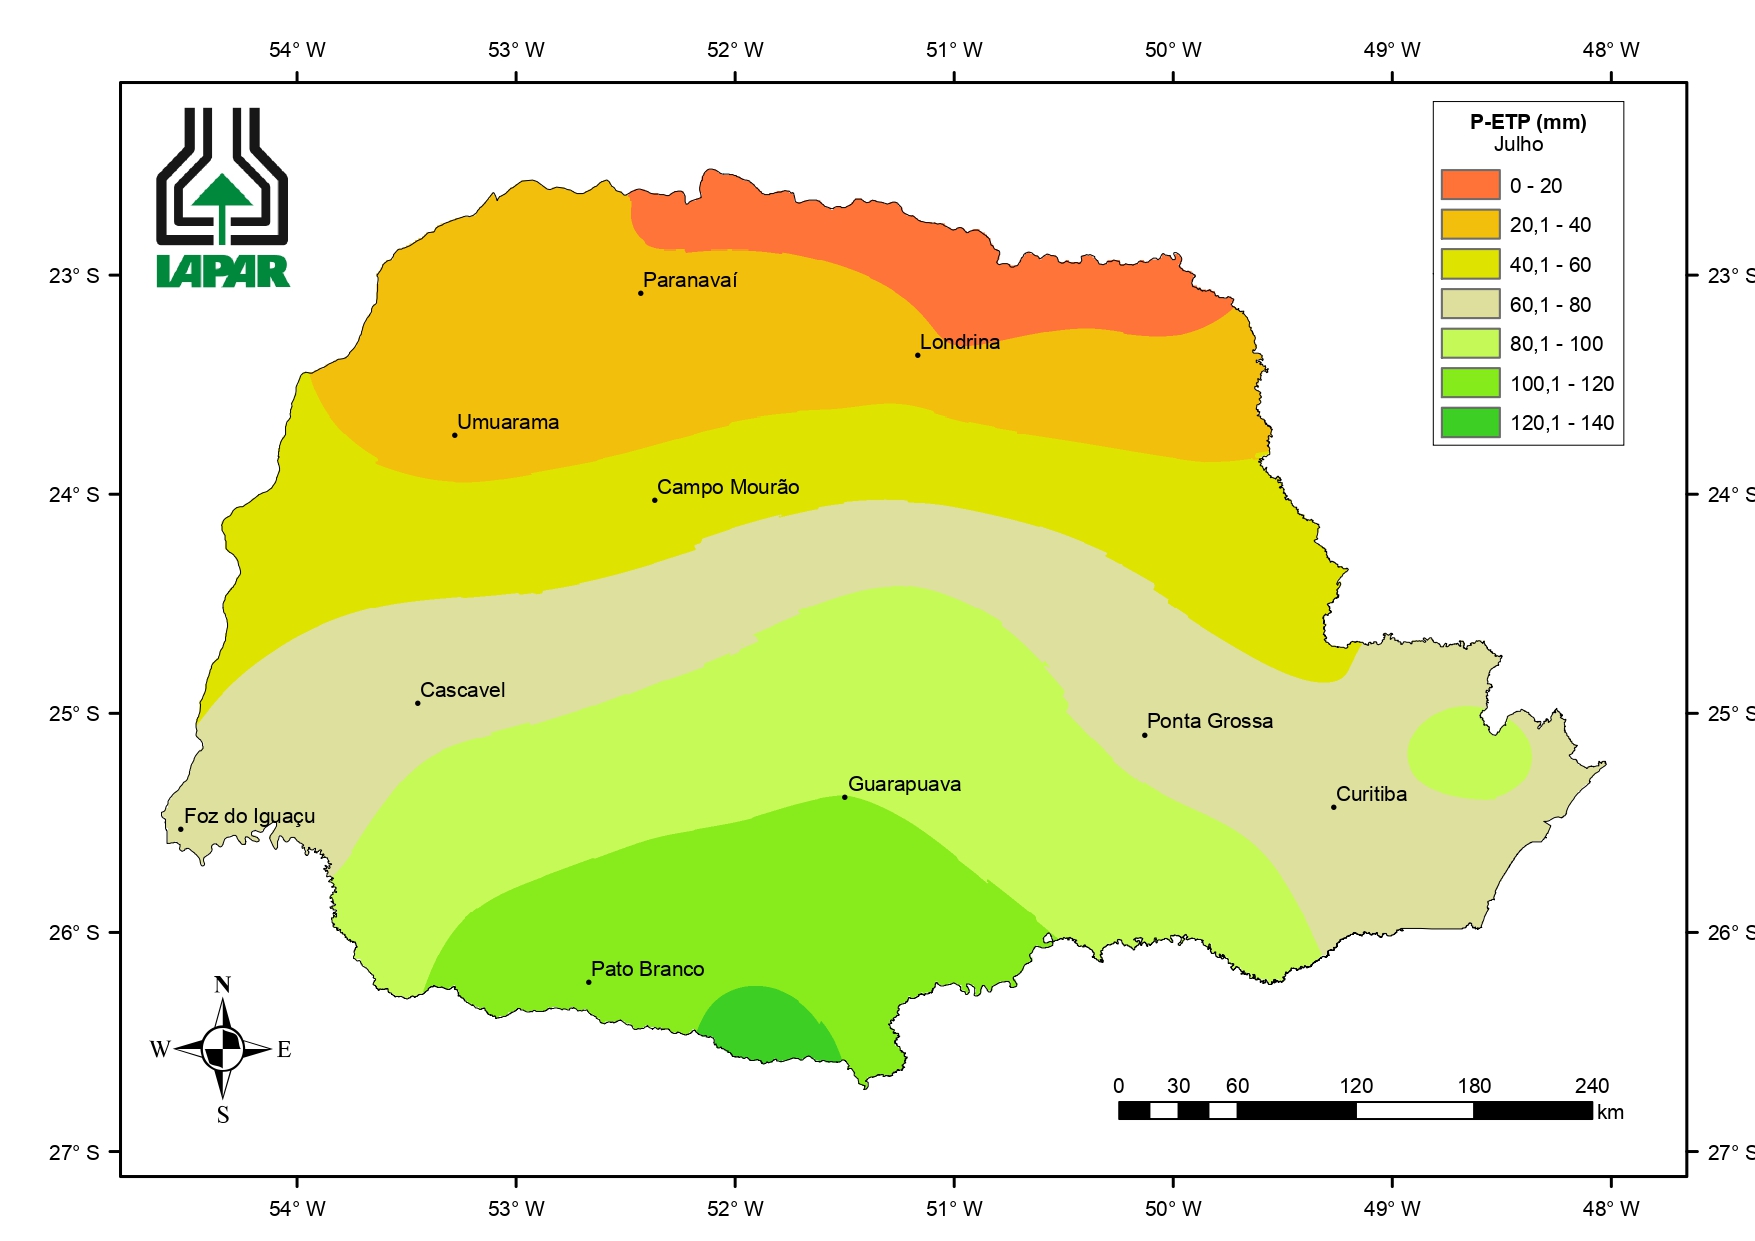 54° W 53° W 52° W 51° W 50° W 49° W 48° W
IAPAR
P-ETP (mm)
Julho
0 - 20
20,1 - 40
40,1 - 60
60,1 - 80
80,1 - 100
100,1 - 120
120,1 - 140
23° S 23° S
Paranavaí
Londrina
Umuarama
Campo Mourão
24° S 24° S
Cascavel
25° S 25° S
Ponta Grossa
Guarapuava
Curitiba
Foz do Iguaçu
26° S 26° S
Pato Branco
N
W E
S
0 30 60 120 180 240
km
27° S 27° S
54° W 53° W 52° W 51° W 50° W 49° W 48° W